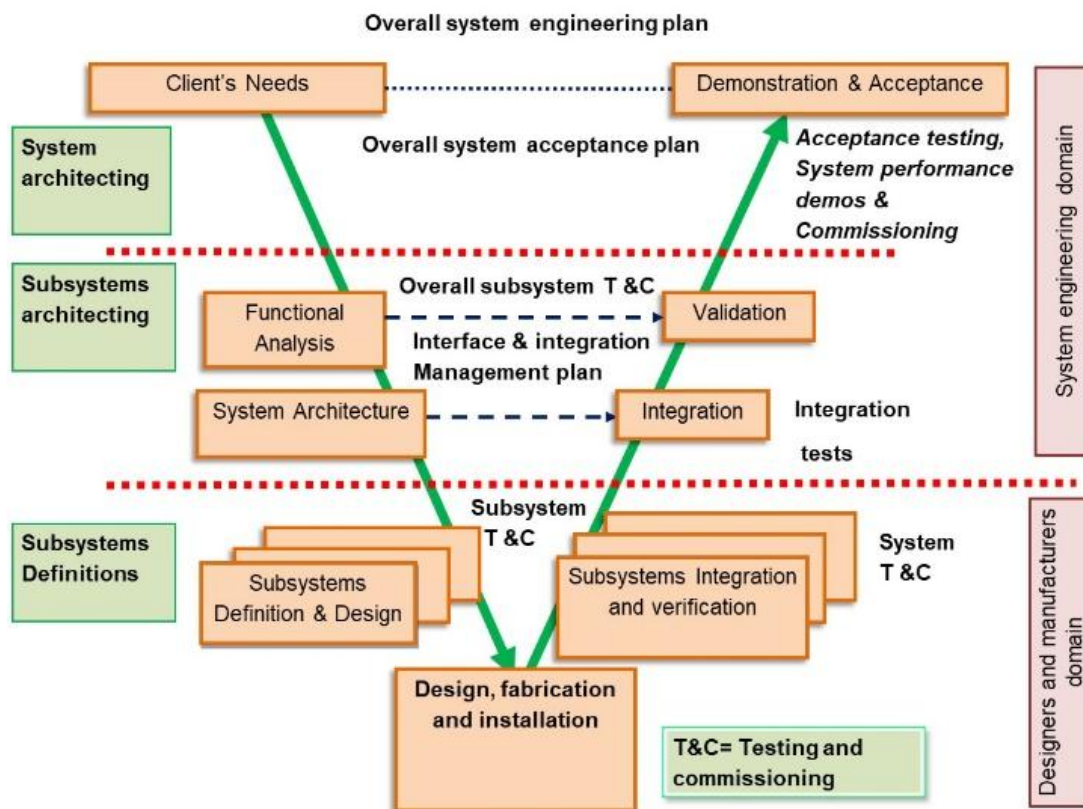 Overall system engineering plan
Client's Needs
Demonstration & Acceptance
System
architecting
Overall system acceptance plan
Acceptance testing,
System performance
demos &
Commissioning
System engineering domain
Subsystems
architecting
Functional
Analysis
Overall subsystem T &C
Validation
Interface & integration
Management plan
System Architecture
Integration
Integration
tests
Subsystems
Definitions
Subsystem
T &C
Subsystems
Definition & Design
Subsystems Integration
and verification
System
T &C
Designers and manufacturers
domain
Design, fabrication
and installation
T&C= Testing and
commissioning